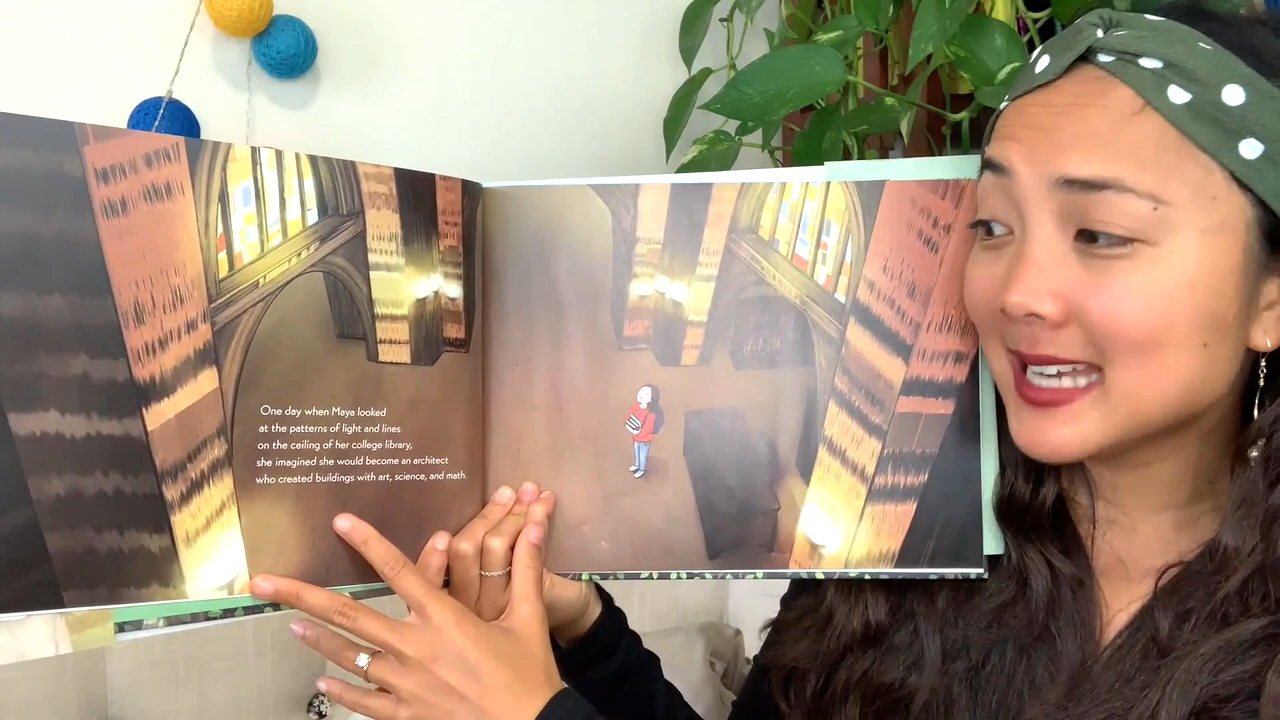 One day when Maya looked
at the patterns of light and lines
on the ceiling of her college library,
she imagined she would become an architect
who created buildings with art, science, and math.